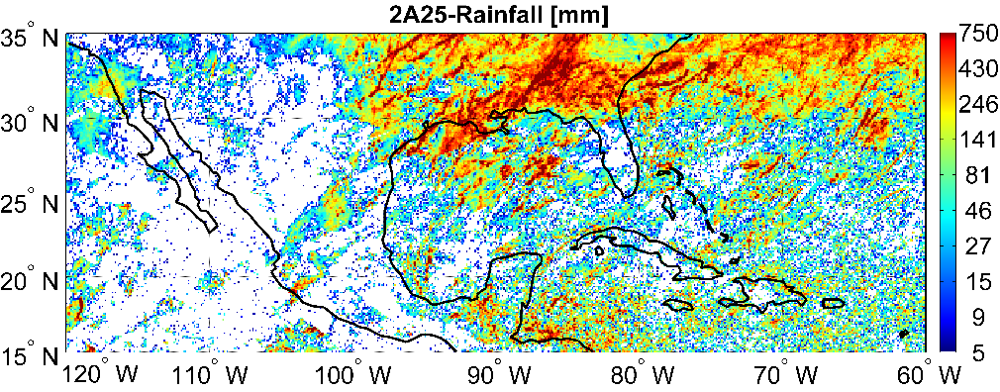 2A25-Rainfall [mm]
35° N
30° N
25° N
20° N
15° N
120° W
110° W
100° W
90° W
80° W
70° W
60° W
750
430
246
141
81
46
27
15
9
5